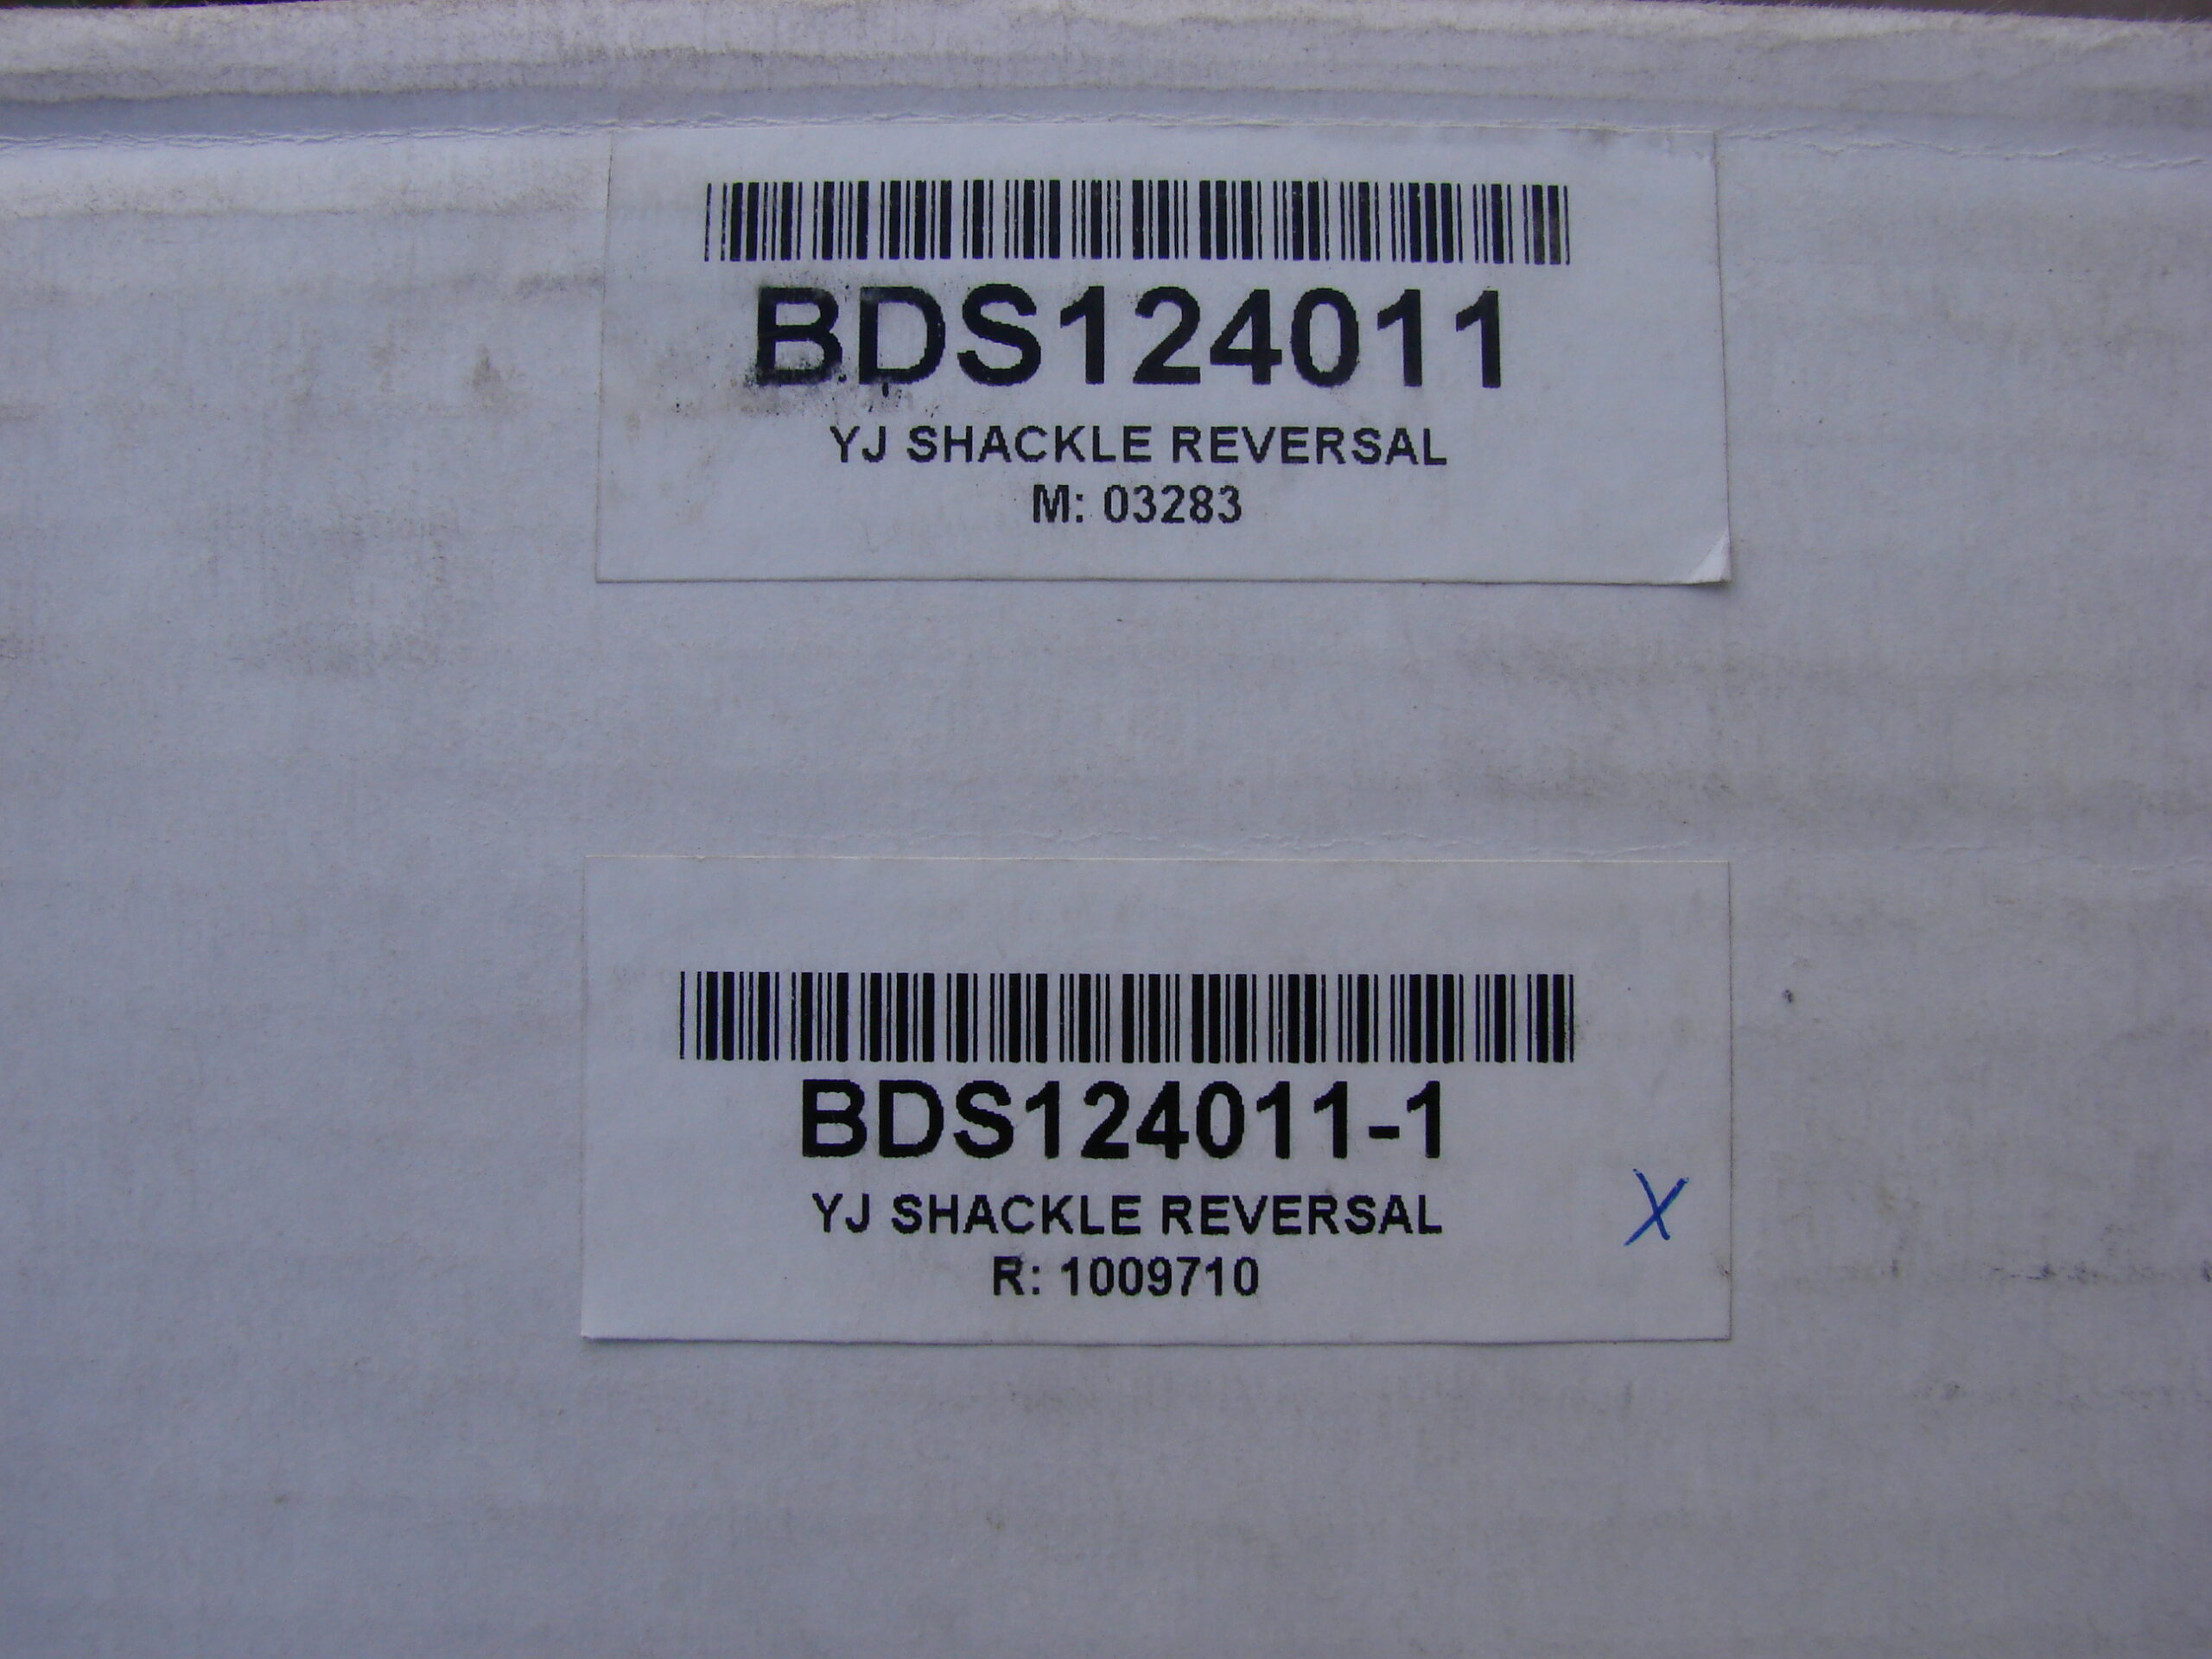 BDS124011
YJ SHACKLE REVERSAL
M: 03283
BDS124011-1
YJ SHACKLE REVERSAL
R: 1009710
X